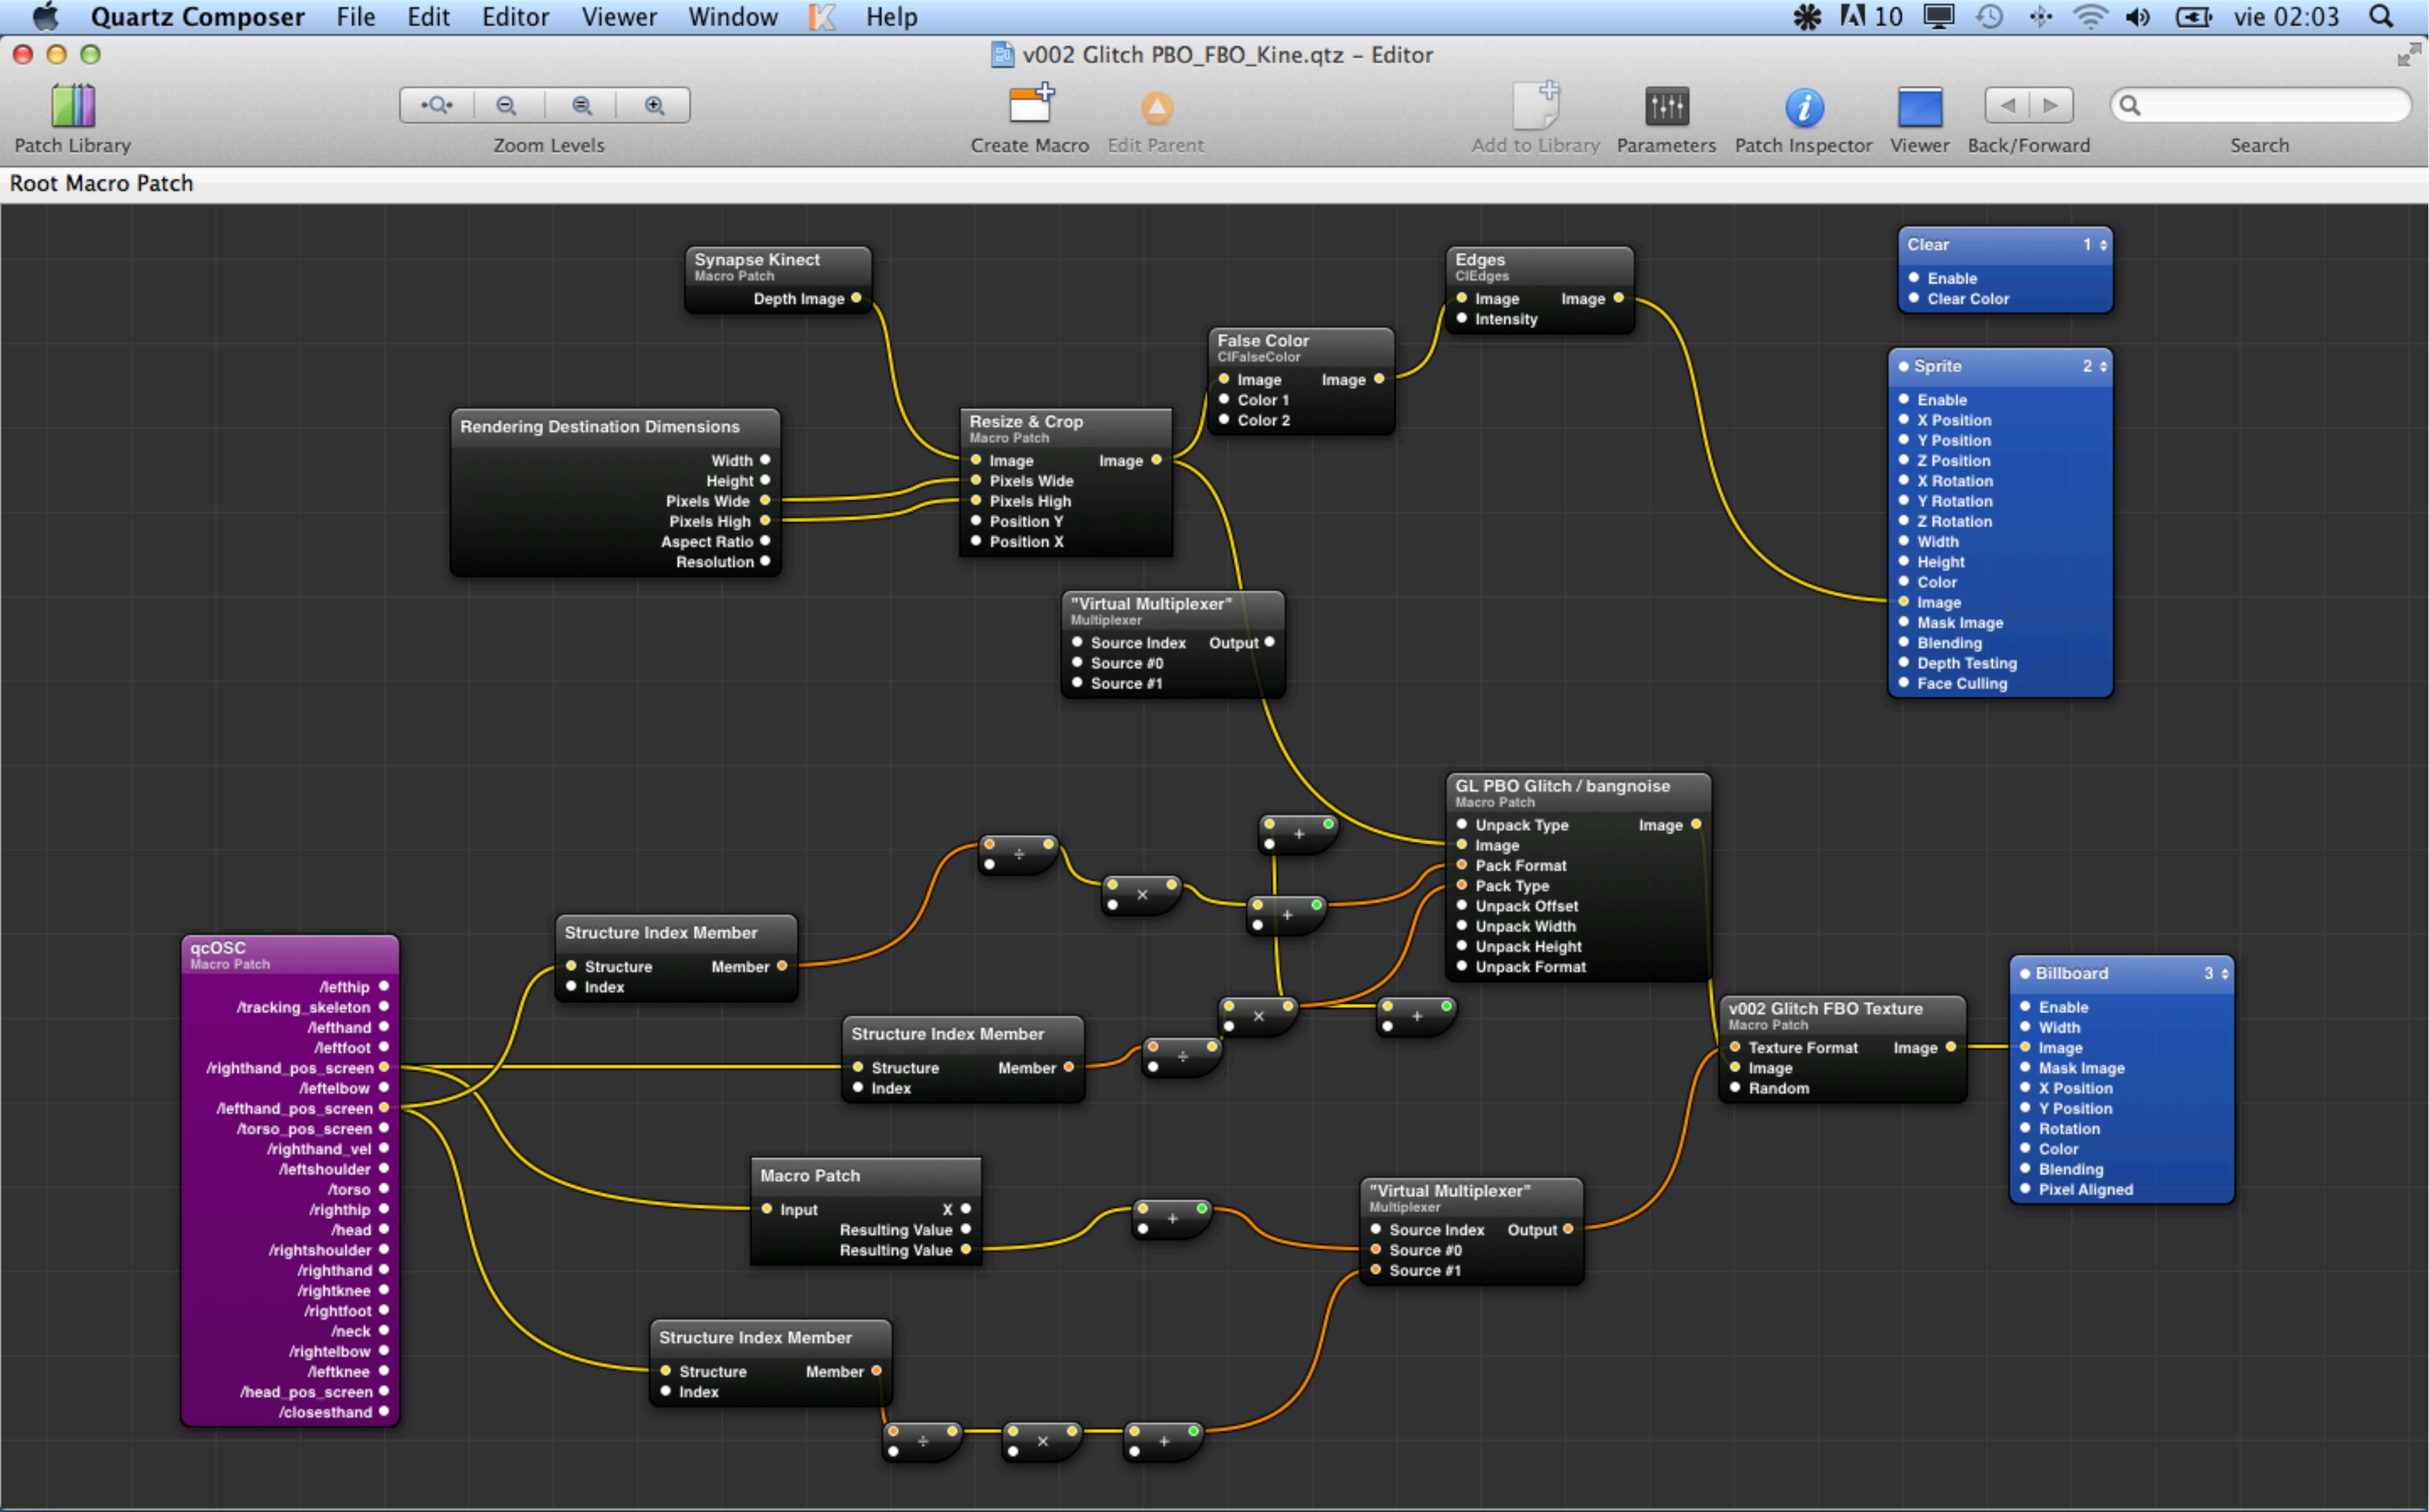 Quartz Composer File Edit Editor Viewer Window Help 10 vie 02:03
v002 Glitch PBO_FBO_Kine.qtz – Editor
Patch Library Zoom Levels Create Macro Edit Parent Add to Library Parameters Patch Inspector Viewer Back/Forward Search
Root Macro Patch
Synapse Kinect
Macro Patch
Depth Image
Edges
CIEdges
Image Image
Intensity
Clear 1
Enable
Clear Color
False Color
CIFalseColor
Image Image
Color 1
Color 2
Sprite 2
Enable
X Position
Y Position
Z Position
X Rotation
Y Rotation
Z Rotation
Width
Height
Color
Image
Mask Image
Blending
Depth Testing
Face Culling
Rendering Destination Dimensions
Width
Height
Pixels Wide
Pixels High
Aspect Ratio
Resolution
Resize & Crop
Macro Patch
Image Image
Pixels Wide
Pixels High
Position Y
Position X
"Virtual Multiplexer"
Multiplexer
Source Index Output
Source #0
Source #1
GL PBO Glitch / bangnoise
Macro Patch
Unpack Type Image
Image
Pack Format
Pack Type
Unpack Offset
Unpack Width
Unpack Height
Unpack Format
+
÷
×
+
Structure Index Member
Structure Member
Index
qcOSC
Macro Patch
/lefthip
/tracking_skeleton
/lefthand
/leftfoot
/righthand_pos_screen
/leftelbow
/lefthand_pos_screen
/torso_pos_screen
/righthand_vel
/leftshoulder
/torso
/righthip
/head
/rightshoulder
/righthand
/rightknee
/rightfoot
/neck
/rightelbow
/leftknee
/head_pos_screen
/closesthand
Structure Index Member
Structure Member
Index
÷
×
+
v002 Glitch FBO Texture
Macro Patch
Texture Format Image
Image
Random
Billboard 3
Enable
Width
Image
Mask Image
X Position
Y Position
Rotation
Color
Blending
Pixel Aligned
Macro Patch
Input X
Resulting Value
Resulting Value
+
"Virtual Multiplexer"
Multiplexer
Source Index Output
Source #0
Source #1
Structure Index Member
Structure Member
Index
÷ × +